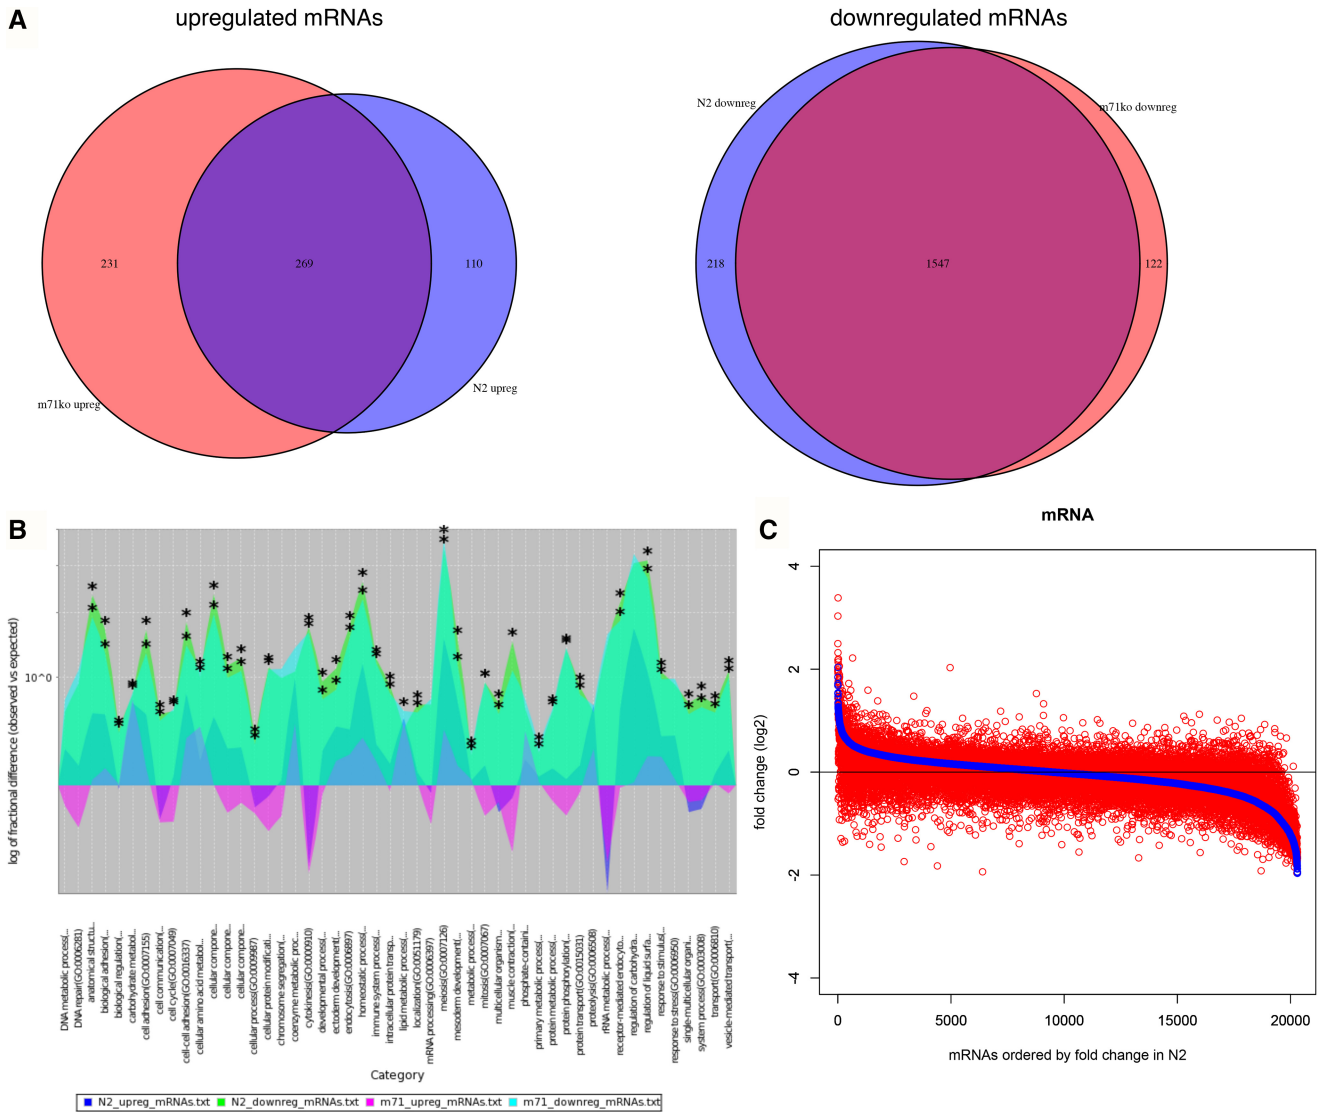 A
upregulated mRNAs
downregulated mRNAs
N2 downreg
m71ko downreg
231
269
110
218
1547
122
N2 upreg
m71ko upreg
B
C
mRNA
log of fractional difference (observed vs expected)
10^0
DNA metabolic process(...
DNA repair(GO:0006281)
anatomical structu...
biological adhesion(...
biological regulation(...
carbohydrate metabol...
cell adhesion(GO:0007155)
cell communication(...
cell cycle(GO:0007049)
cell-cell adhesion(GO:0016337)
cellular amino acid metabol...
cellular compone...
cellular compone...
cellular compone...
cellular process(GO:0009987)
cellular protein modificati...
chromosome segregation(...
coenzyme metabolic proc...
cytokinesis(GO:0000910)
developmental process(...
ectoderm development(...
endocytosis(GO:0006897)
homeostatic process(...
immune system process(...
intracellular protein transp...
lipid metabolic process(...
localization(GO:0051179)
mRNA processing(GO:0006397)
meiosis(GO:0007126)
mesoderm development(...
metabolic process(...
mitosis(GO:0007067)
multicellular organism...
muscle contraction(...
phosphate-containi...
primary metabolic process(...
protein metabolic process(...
protein phosphorylation(...
protein transport(GO:0015031)
proteolysis(GO:0006508)
rRNA metabolic process(...
receptor-mediated endocyto...
regulation of carbohydra...
regulation of liquid surfa...
response to stimulus(...
response to stress(GO:0006950)
single-multicellular organi...
system process(GO:0003008)
transport(GO:0006810)
vesicle-mediated transport(...
Category
N2_upreg_mRNAs.txt N2_downreg_mRNAs.txt m71_upreg_mRNAs.txt m71_downreg_mRNAs.txt
fold change (log2)
4
2
0
-2
-4
0 5000 10000 15000 20000
mRNAs ordered by fold change in N2